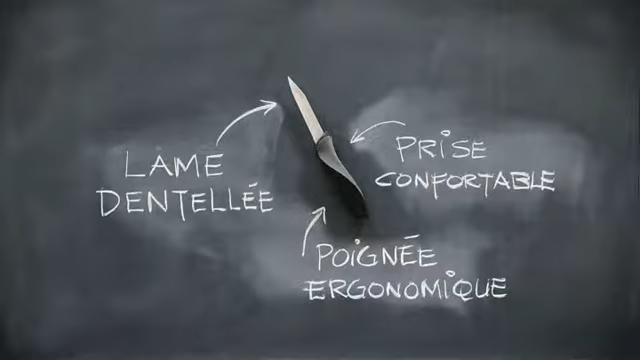 LAME
DENTELLÉE
PRISE
CONFORTABLE
POIGNÉE
ERGONOMIQUE